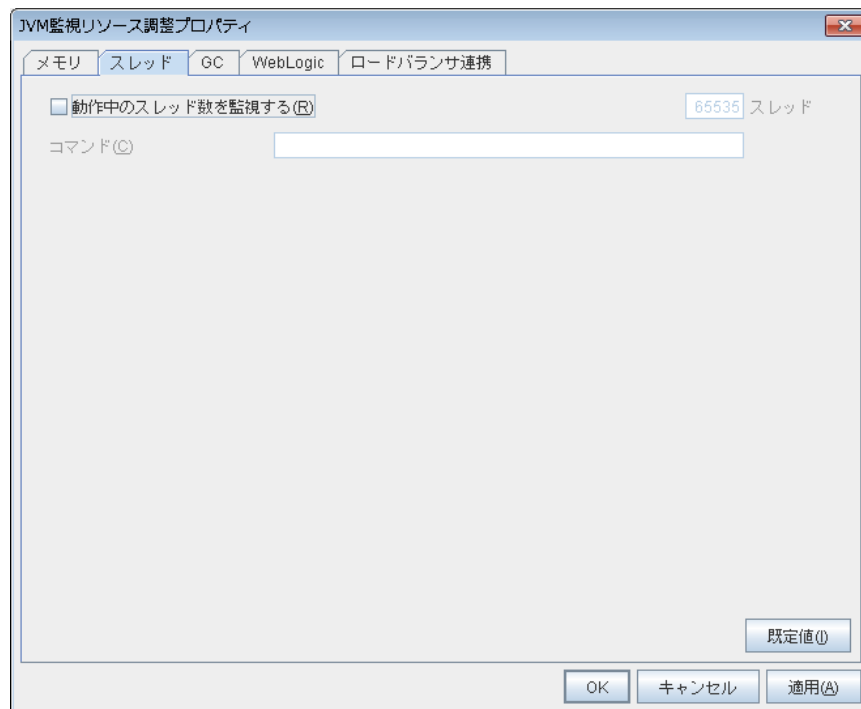 JVM監視リソース調整プロパティ
メモリ スレッド GC WebLogic ロードバランサ連携
動作中のスレッド数を監視する(R) 65535 スレッド
コマンド(C)
既定値(I)
OK キャンセル 適用(A)